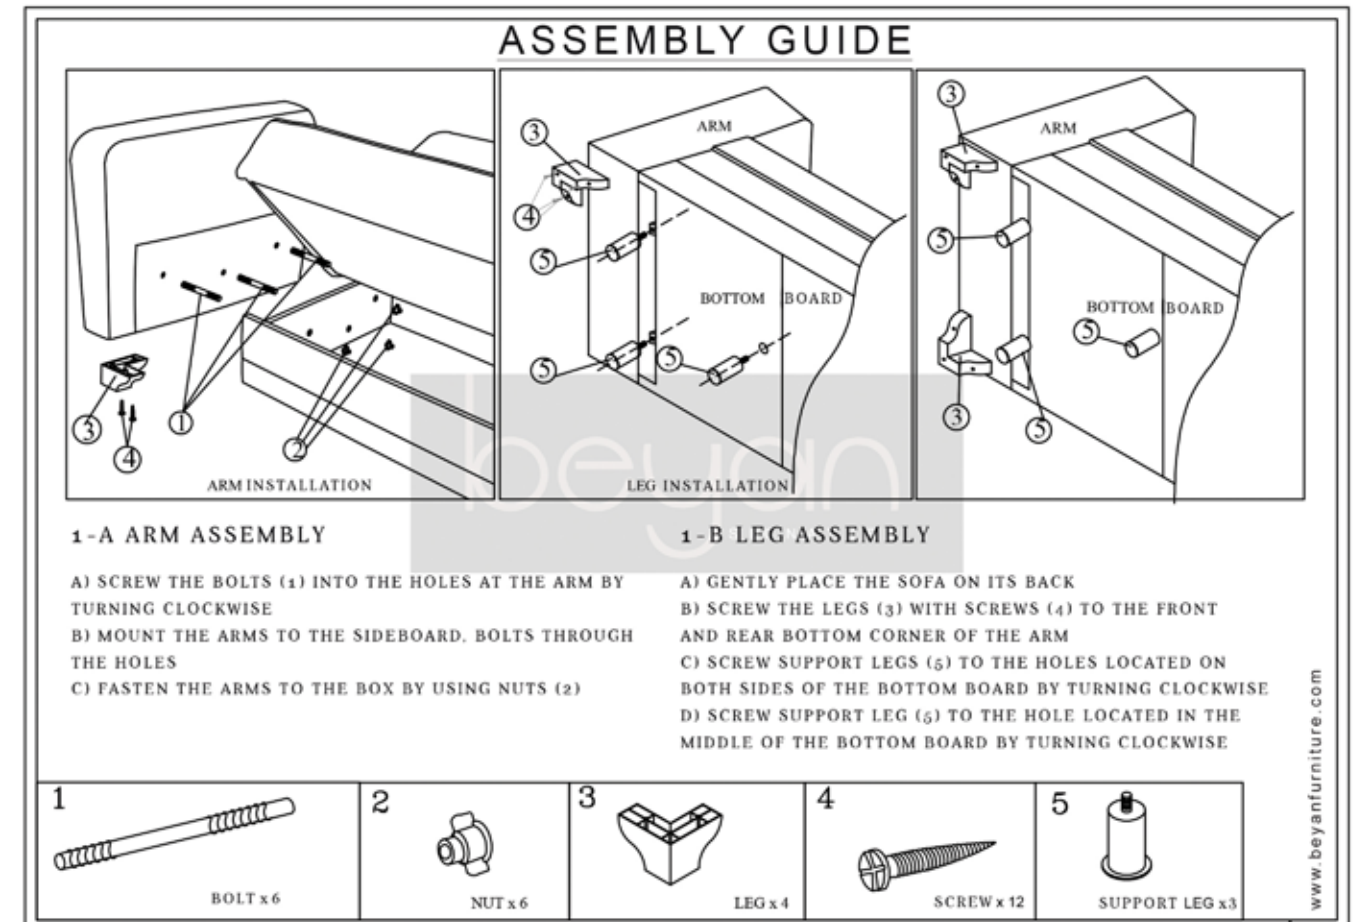 ASSEMBLY GUIDE
3
4
1
2
ARM INSTALLATION
3
4
5
5
5
ARM
BOTTOM BOARD
LEG INSTALLATION
3
5
5
3
5
ARM
BOTTOM BOARD
beyan
1-A ARM ASSEMBLY
A) SCREW THE BOLTS (1) INTO THE HOLES AT THE ARM BY
TURNING CLOCKWISE
B) MOUNT THE ARMS TO THE SIDEBOARD. BOLTS THROUGH
THE HOLES
C) FASTEN THE ARMS TO THE BOX BY USING NUTS (2)
1-B LEG ASSEMBLY
A) GENTLY PLACE THE SOFA ON ITS BACK
B) SCREW THE LEGS (3) WITH SCREWS (4) TO THE FRONT
AND REAR BOTTOM CORNER OF THE ARM
C) SCREW SUPPORT LEGS (5) TO THE HOLES LOCATED ON
BOTH SIDES OF THE BOTTOM BOARD BY TURNING CLOCKWISE
D) SCREW SUPPORT LEG (5) TO THE HOLE LOCATED IN THE
MIDDLE OF THE BOTTOM BOARD BY TURNING CLOCKWISE
www.beyanfurniture.com
1
BOLT x 6
2
NUT x 6
3
LEG x 4
4
SCREW x 12
5
SUPPORT LEG x3